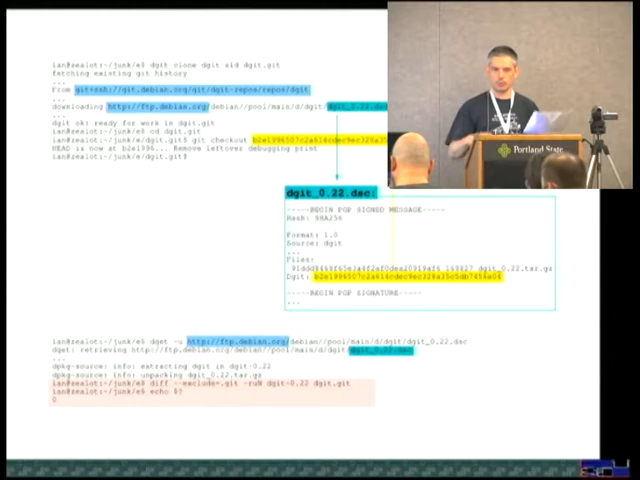 ian@zealot:~/junk/e$ dgit clone dgit sid dgit.git
fetching existing git history
...
From git+ssh://git.debian.org/git/dgit-repos/repos/dgit
...
downloading http://ftp.debian.org/debian//pool/main/d/dgit/dgit_0.22.dsc
...
dgit ok: ready for work in dgit.git
ian@zealot:~/junk/e$ cd dgit.git
ian@zealot:~/junk/e/dgit.git$ git checkout
HEAD is now at b2e1996... Remove leftover debugging print
ian@zealot:~/junk/e/dgit.git$
dgit_0.22.dsc:
-----BEGIN PGP SIGNED MESSAGE-----
Hash: SHA256
Format: 1.0
Source: dgit
...
Files:
dgit_0.22.tar.gz
Dgit:
-----BEGIN PGP SIGNATURE-----
...
ian@zealot:~/junk/e$ dget -u http://ftp.debian.org/debian//pool/main/d/dgit/dgit_0.22.dsc
dget: retrieving http://ftp.debian.org/debian//pool/main/d/dgit/dgit_0.22.dsc
...
dpkg-source: info: extracting dgit in dgit-0.22
dpkg-source: info: unpacking dgit_0.22.tar.gz
ian@zealot:~/junk/e$ diff --exclude=.git -ruN dgit-0.22 dgit.git
ian@zealot:~/junk/e$ echo $?
0
Portland State